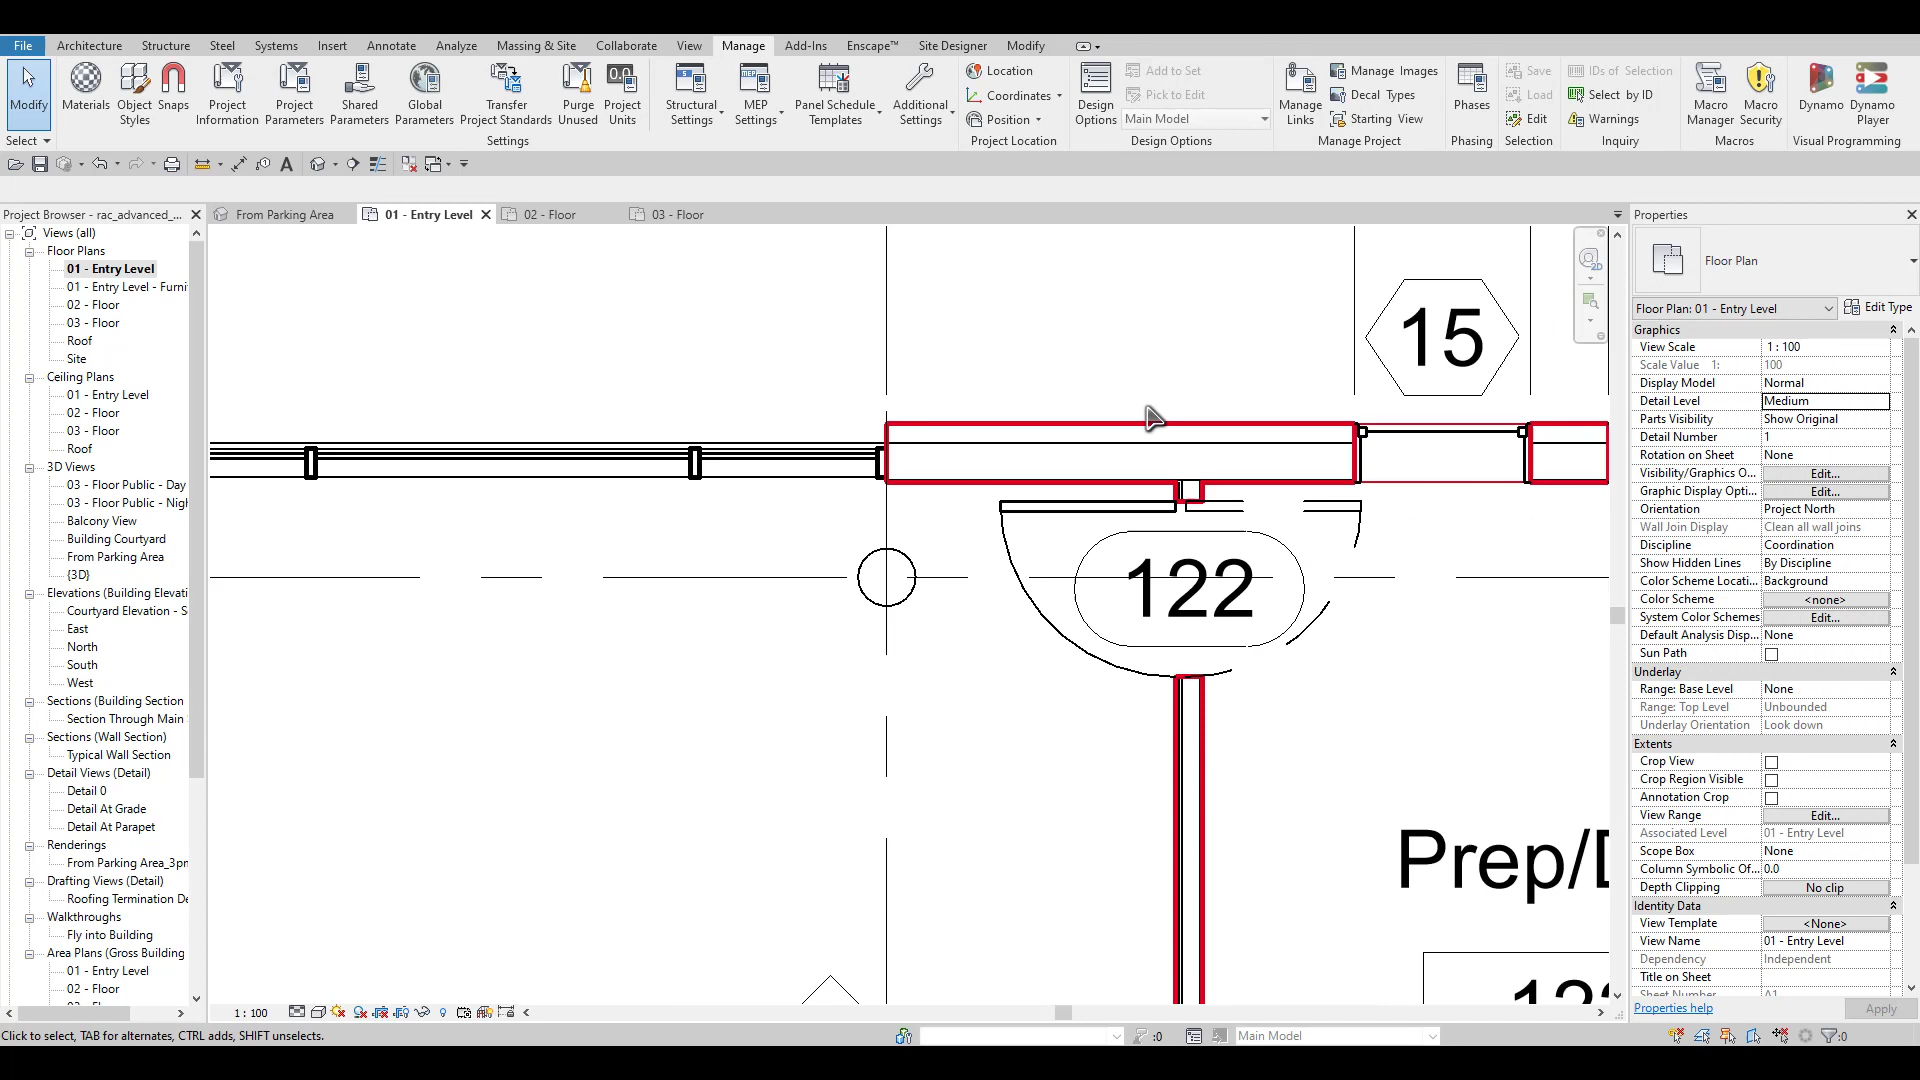 File Architecture Structure Steel Systems Insert Annotate Analyze Massing & Site Collaborate View Manage Add-Ins Enscape™ Site Designer Modify
Modify
Materials
Object Styles
Snaps
Project Information
Project Parameters
Shared Parameters
Global Parameters
Transfer Project Standards
Purge Unused
Project Units
Structural Settings
MEP Settings
Panel Schedule Templates
Additional Settings
Location
Coordinates
Position
Design Options
Add to Set
Pick to Edit
Main Model
Manage Links
Manage Images
Decal Types
Starting View
Phases
Save
Load
Edit
IDs of Selection
Select by ID
Warnings
Macro Manager
Macro Security
Dynamo
Dynamo Player
Select Settings Project Location Design Options Manage Project Phasing Selection Inquiry Macros Visual Programming
Project Browser - rac_advanced_...
From Parking Area 01 - Entry Level 02 - Floor 03 - Floor
Views (all)
Floor Plans
01 - Entry Level
01 - Entry Level - Furni
02 - Floor
03 - Floor
Roof
Site
Ceiling Plans
01 - Entry Level
02 - Floor
03 - Floor
Roof
3D Views
03 - Floor Public - Day
03 - Floor Public - Nigh
Balcony View
Building Courtyard
From Parking Area
{3D}
Elevations (Building Elevati
Courtyard Elevation - S
East
North
South
West
Sections (Building Section
Section Through Main
Sections (Wall Section)
Typical Wall Section
Detail Views (Detail)
Detail 0
Detail At Grade
Detail At Parapet
Renderings
From Parking Area_3pm
Drafting Views (Detail)
Roofing Termination De
Walkthroughs
Fly into Building
Area Plans (Gross Building
01 - Entry Level
02 - Floor
15
122
Prep/D
2D
Properties
Floor Plan
Floor Plan: 01 - Entry Level Edit Type
Graphics
View Scale 1 : 100
Scale Value 1: 100
Display Model Normal
Detail Level Medium
Parts Visibility Show Original
Detail Number 1
Rotation on Sheet None
Visibility/Graphics O... Edit...
Graphic Display Opti... Edit...
Orientation Project North
Wall Join Display Clean all wall joins
Discipline Coordination
Show Hidden Lines By Discipline
Color Scheme Locati... Background
Color Scheme <none>
System Color Schemes Edit...
Default Analysis Disp... None
Sun Path
Underlay
Range: Base Level None
Range: Top Level Unbounded
Underlay Orientation Look down
Extents
Crop View
Crop Region Visible
Annotation Crop
View Range Edit...
Associated Level 01 - Entry Level
Scope Box None
Column Symbolic Of... 0.0
Depth Clipping No clip
Identity Data
View Template <None>
View Name 01 - Entry Level
Dependency Independent
Title on Sheet
Sheet Number A1
Properties help Apply
1 : 100
Click to select, TAB for alternates, CTRL adds, SHIFT unselects. :0 Main Model :0